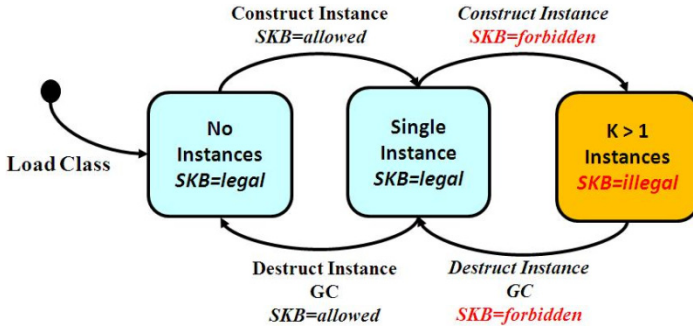 Construct Instance
SKB=allowed
Construct Instance
SKB=forbidden
Load Class
No
Instances
SKB=legal
Single
Instance
SKB=legal
K > 1
Instances
SKB=illegal
Destruct Instance
GC
SKB=allowed
Destruct Instance
GC
SKB=forbidden